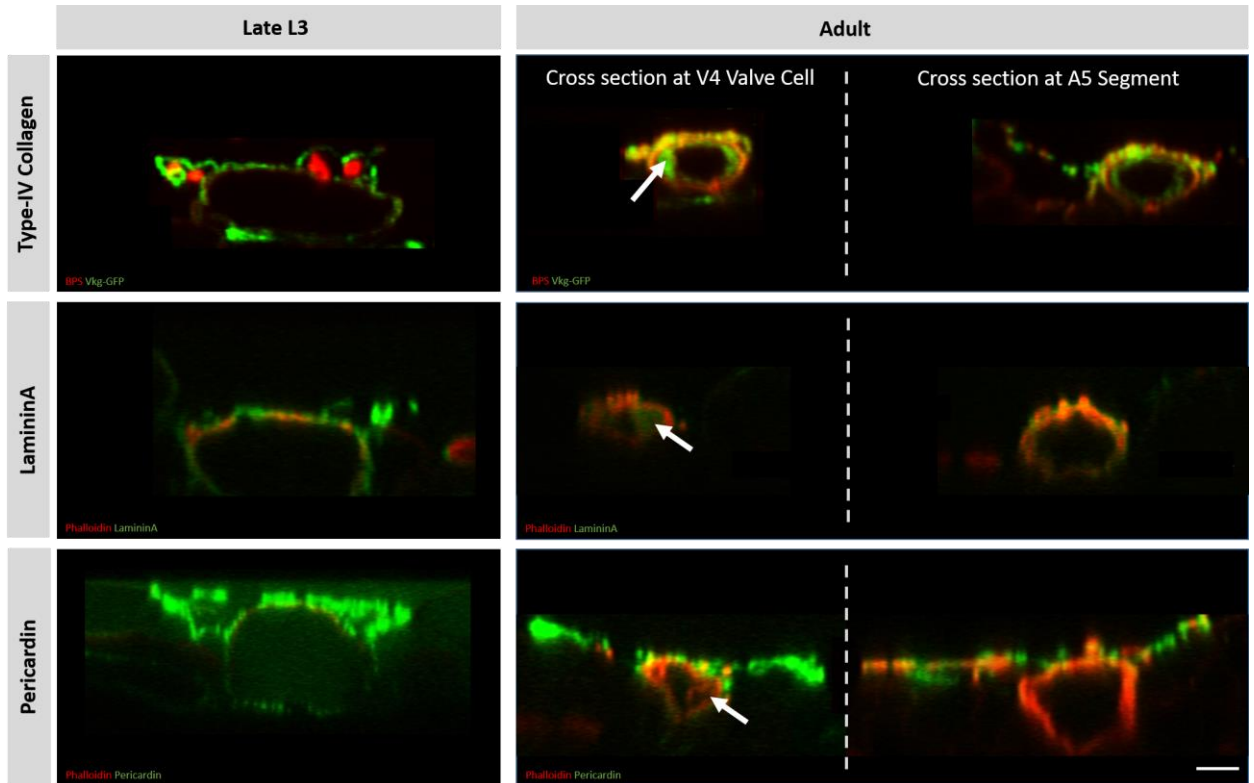 Late L3
Adult
Type-IV Collagen
Cross section at V4 Valve Cell
Cross section at A5 Segment
BPS Vkg-GFP
BPS Vkg-GFP
LamininA
Phalloidin LamininA
Phalloidin LamininA
Pericardin
Phalloidin Pericardin
Phalloidin Pericardin